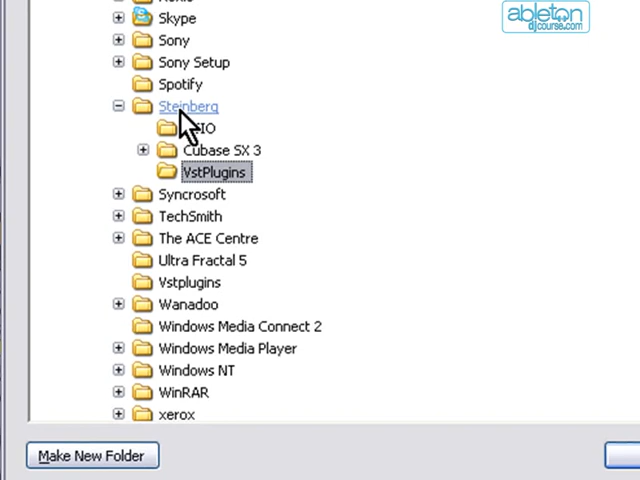 ableton
djcourse.com
Skype
Sony
Sony Setup
Spotify
Steinberg
Cubase SX 3
VstPlugins
Syncrosoft
TechSmith
The ACE Centre
Ultra Fractal 5
Vstplugins
Wanadoo
Windows Media Connect 2
Windows Media Player
Windows NT
WinRAR
xerox
Make New Folder